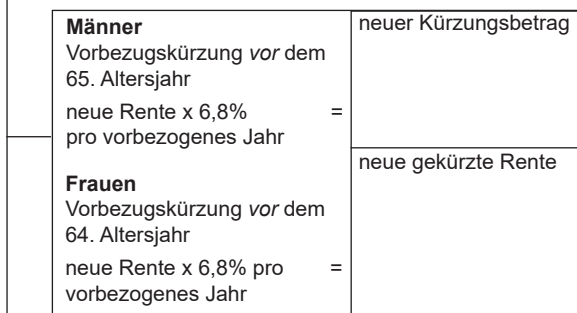 Männer
Vorbezugskürzung vor dem
65. Altersjahr
neue Rente x 6,8% =
pro vorbezogenes Jahr
Frauen
Vorbezugskürzung vor dem
64. Altersjahr
neue Rente x 6,8% pro =
vorbezogenes Jahr
neuer Kürzungsbetrag
neue gekürzte Rente